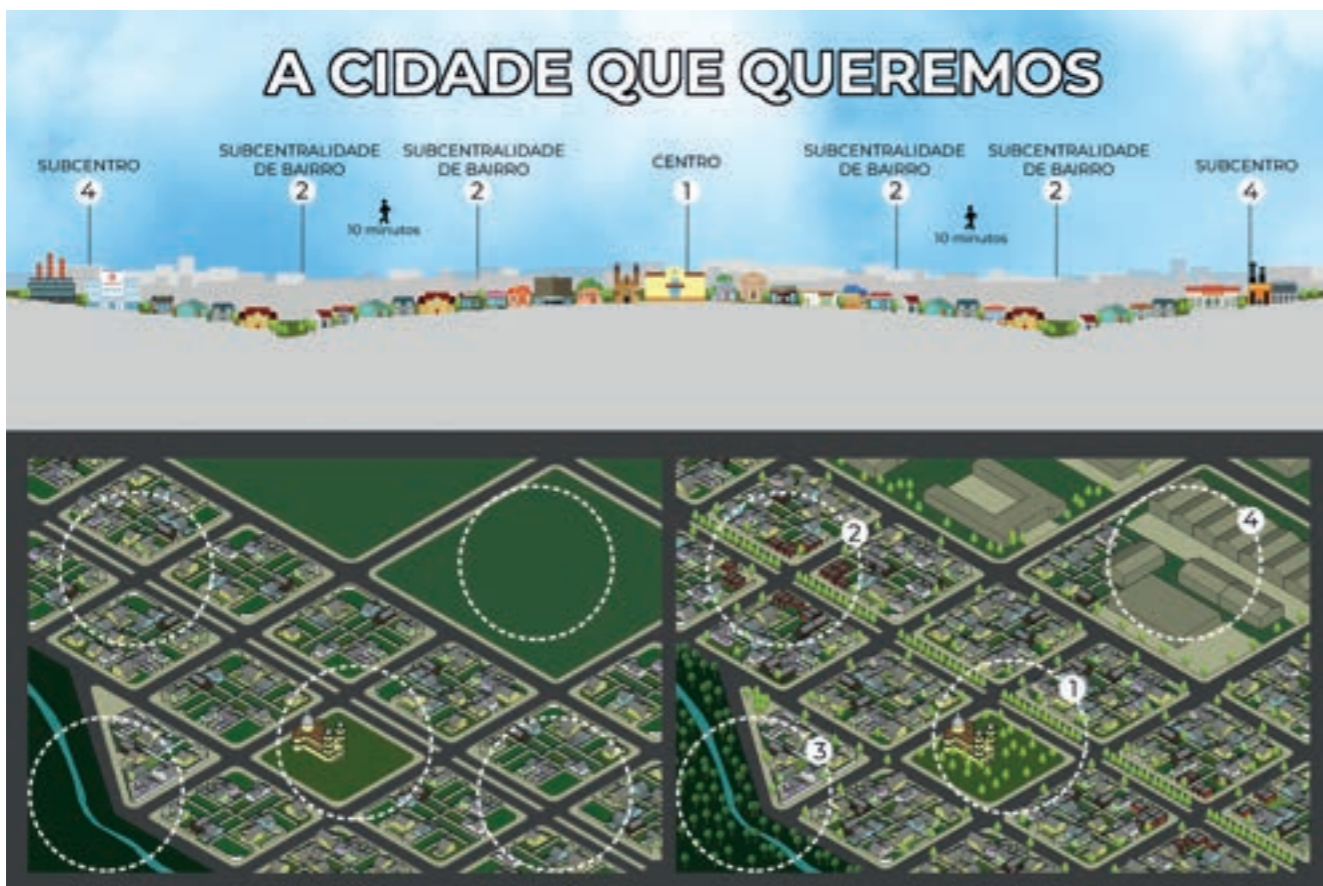 A CIDADE QUE QUEREMOS
SUBCENTRO
4
SUBCENTRALIDADE
DE BAIRRO
2
10 minutos
SUBCENTRALIDADE
DE BAIRRO
2
CENTRO
1
SUBCENTRALIDADE
DE BAIRRO
2
10 minutos
SUBCENTRALIDADE
DE BAIRRO
2
SUBCENTRO
4
2
4
1
3